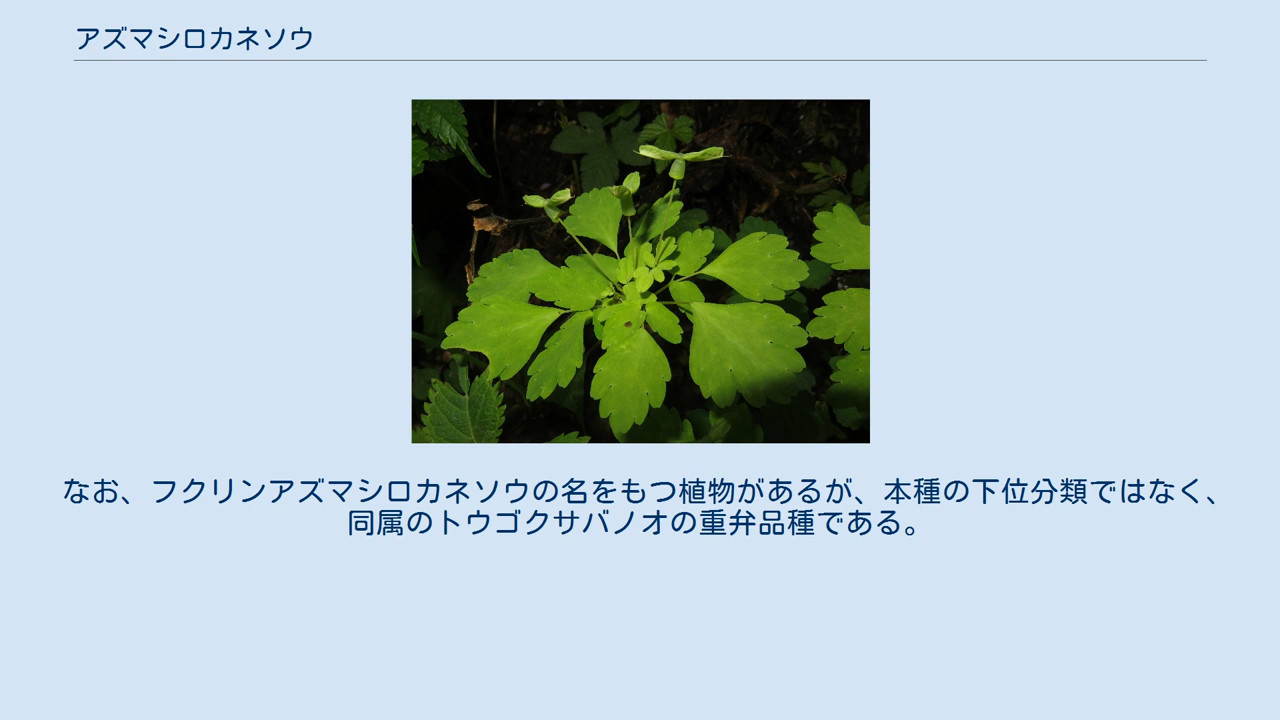 アズマシロカネソウ
なお、フクリンアズマシロカネソウの名をもつ植物があるが、本種の下位分類ではなく、
同属のトウゴクサバノオの重弁品種である。